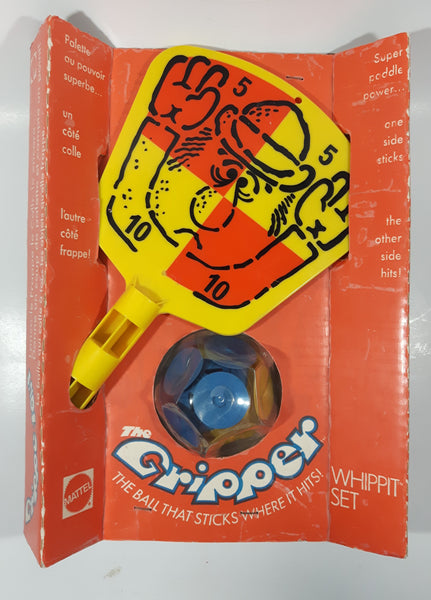 Palette
au pouvoir
superbe...
un
côté
colle
l'autre
côté
frappe!
Super
paddle
power...
one
side
sticks
the
other
side
hits!
5
5
10
10
The
Gripper
THE BALL THAT STICKS WHERE IT HITS!
WHIPPIT
SET
MATTEL